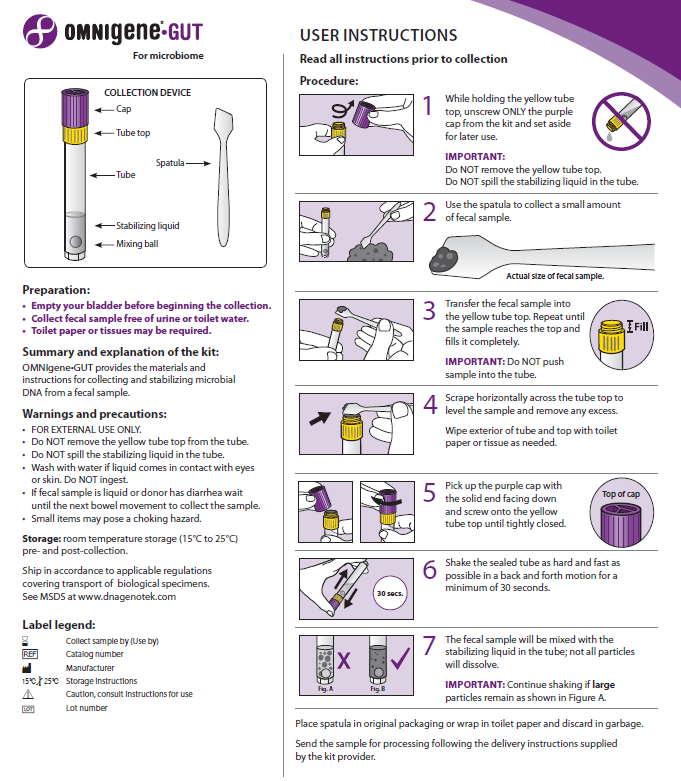 OMNIgene•GUT
For microbiome
COLLECTION DEVICE
Cap
Tube top
Spatula
Tube
Stabilizing liquid
Mixing ball
Preparation:
• Empty your bladder before beginning the collection.
• Collect fecal sample free of urine or toilet water.
• Toilet paper or tissues may be required.
Summary and explanation of the kit:
OMNIgene•GUT provides the materials and
instructions for collecting and stabilizing microbial
DNA from a fecal sample.
Warnings and precautions:
• FOR EXTERNAL USE ONLY.
• Do NOT remove the yellow tube top from the tube.
• Do NOT spill the stabilizing liquid in the tube.
• Wash with water if liquid comes in contact with eyes
or skin. Do NOT ingest.
• If fecal sample is liquid or donor has diarrhea wait
until the next bowel movement to collect the sample.
• Small items may pose a choking hazard.
Storage: room temperature storage (15°C to 25°C)
pre- and post-collection.
Ship in accordance to applicable regulations
covering transport of biological specimens.
See MSDS at www.dnagenotek.com
Label legend:
Collect sample by (Use by)
REF Catalog number
Manufacturer
15°C 25°C Storage instructions
Caution, consult instructions for use
LOT Lot number
USER INSTRUCTIONS
Read all instructions prior to collection
Procedure:
1 While holding the yellow tube
top, unscrew ONLY the purple
cap from the kit and set aside
for later use.
IMPORTANT:
Do NOT remove the yellow tube top.
Do NOT spill the stabilizing liquid in the tube.
2 Use the spatula to collect a small amount
of fecal sample.
Actual size of fecal sample.
3 Transfer the fecal sample into
the yellow tube top. Repeat until
the sample reaches the top and
fills it completely.
IMPORTANT: Do NOT push
sample into the tube.
Fill
4 Scrape horizontally across the tube top to
level the sample and remove any excess.
Wipe exterior of tube and top with toilet
paper or tissue as needed.
5 Pick up the purple cap with
the solid end facing down
and screw onto the yellow
tube top until tightly closed.
Top of cap
30 secs.
6 Shake the sealed tube as hard and fast as
possible in a back and forth motion for a
minimum of 30 seconds.
Fig. A
X
Fig. B
7 The fecal sample will be mixed with the
stabilizing liquid in the tube; not all particles
will dissolve.
IMPORTANT: Continue shaking if large
particles remain as shown in Figure A.
Place spatula in original packaging or wrap in toilet paper and discard in garbage.
Send the sample for processing following the delivery instructions supplied
by the kit provider.